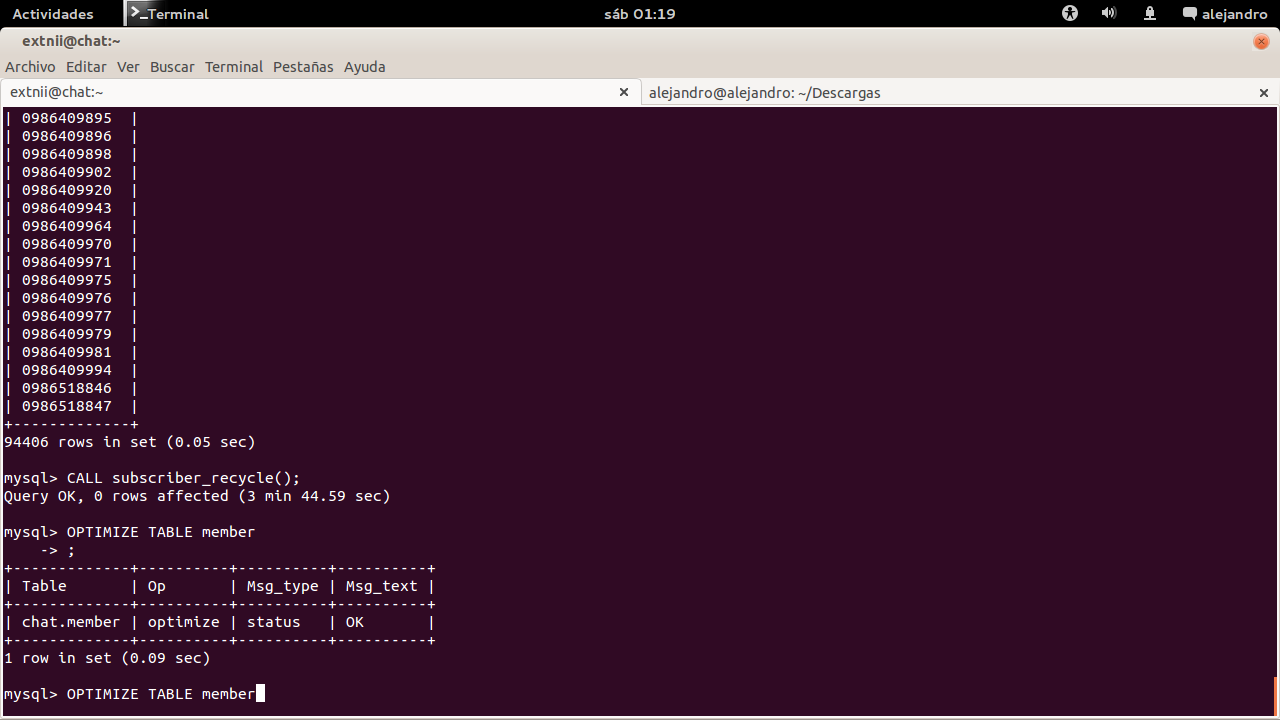 Actividades >_Terminal sáb 01:19 alejandro
extnii@chat:~
Archivo Editar Ver Buscar Terminal Pestañas Ayuda
extnii@chat:~ alejandro@alejandro: ~/Descargas
| 0986409895  |
| 0986409896  |
| 0986409898  |
| 0986409902  |
| 0986409920  |
| 0986409943  |
| 0986409964  |
| 0986409970  |
| 0986409971  |
| 0986409975  |
| 0986409976  |
| 0986409977  |
| 0986409979  |
| 0986409981  |
| 0986409994  |
| 0986518846  |
| 0986518847  |
+-------------+
94406 rows in set (0.05 sec)
mysql> CALL subscriber_recycle();
Query OK, 0 rows affected (3 min 44.59 sec)
mysql> OPTIMIZE TABLE member
    -> ;
+-------------+----------+----------+----------+
| Table       | Op       | Msg_type | Msg_text |
+-------------+----------+----------+----------+
| chat.member | optimize | status   | OK       |
+-------------+----------+----------+----------+
1 row in set (0.09 sec)
mysql> OPTIMIZE TABLE member